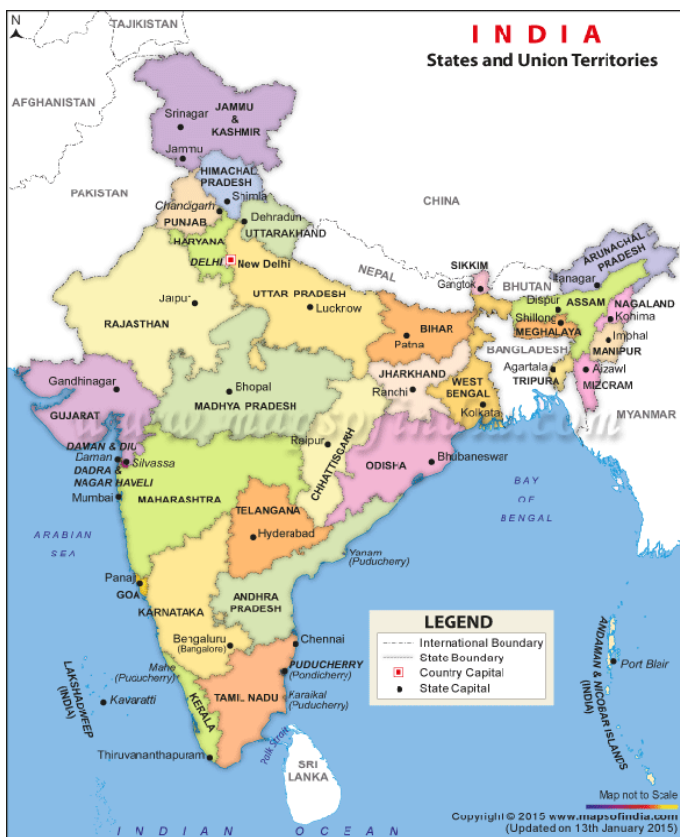 N
TAJIKISTAN
INDIA
States and Union Territories
AFGHANISTAN
Srinagar
JAMMU
&
KASHMIR
Jammu
PAKISTAN
HIMACHAL
PRADESH
Shimla
CHINA
Chandigarh
PUNJAB
Dehradun
UTTARAKHAND
HARYANA
DELHI
New Delhi
NEPAL
SIKKIM
Gangtok
BHUTAN
ARUNACHAL
PRADESH
Itanagar
Jaipur
RAJASTHAN
UTTAR PRADESH
Lucknow
Dispur
ASSAM
NAGALAND
Shillong
Kohima
MEGHALAYA
BIHAR
Patna
Imphal
MANIPUR
BANGLADESH
Gandhinagar
GUJARAT
Bhopal
MADHYA PRADESH
JHARKHAND
Ranchi
WEST
BENGAL
Kolkata
Agartala
TRIPURA
Aizawl
MIZCRAM
MYANMAR
www.mapsofindia.com
DAMAN & DIU
Daman
Silvassa
DADRA &
NAGAR HAVELI
Mumbai
MAHARASHTRA
Raipur
CHHATTISGARH
ODISHA
Bhubaneswar
BAY
OF
BENGAL
ARABIAN
SEA
TELANGANA
Hyderabad
Yanam
(Puducherry)
Panaj
GOA
KARNATAKA
ANDHRA
PRADESH
Bengaluru
(Bangalore)
Chennai
LEGEND
International Boundary
State Boundary
Country Capital
State Capital
Mahe
(Pucucherry)
PUDUCHERRY
(Pondicherry)
Karaikal
(Puducherry)
TAMIL NADU
KERALA
LAKSHADWEEP
(INDIA)
Kavaratti
Thiruvananthapuram
Palk Strait
SRI
LANKA
ANDAMAN & NICOBAR ISLANDS
(INDIA)
Port Blair
Map not to Scale
Copyright © 2015 www.mapsofindia.com
(Updated on 13th January 2015)
INDIAN OCEAN